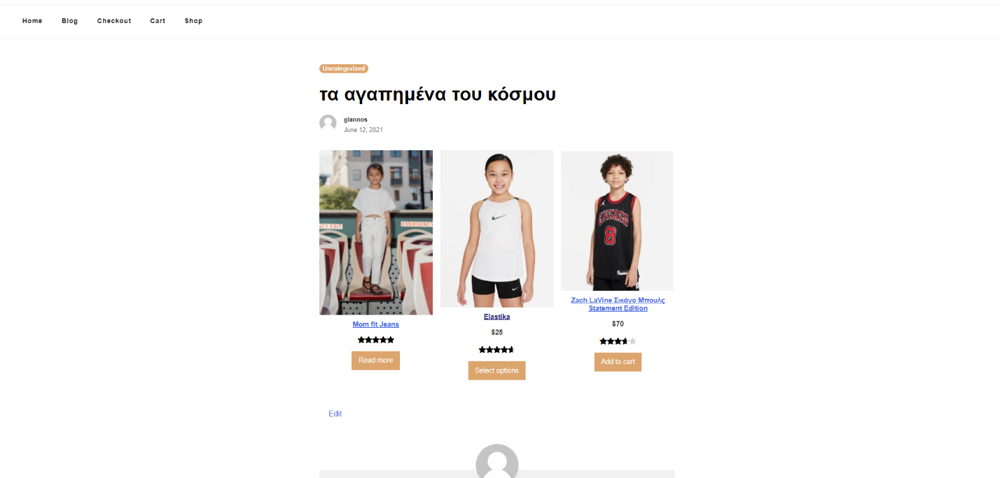 Home Blog Checkout Cart Shop
Uncategorized
τα αγαπημένα του κόσμου
giannos
June 12, 2021
NCY EXIT
EMERGENCY
CHICAGO
8
Mom fit Jeans
Read more
Elastika
$25
Select options
Zach LaVine Σικάγο Μπουλς
Statement Edition
$70
Add to cart
Edit